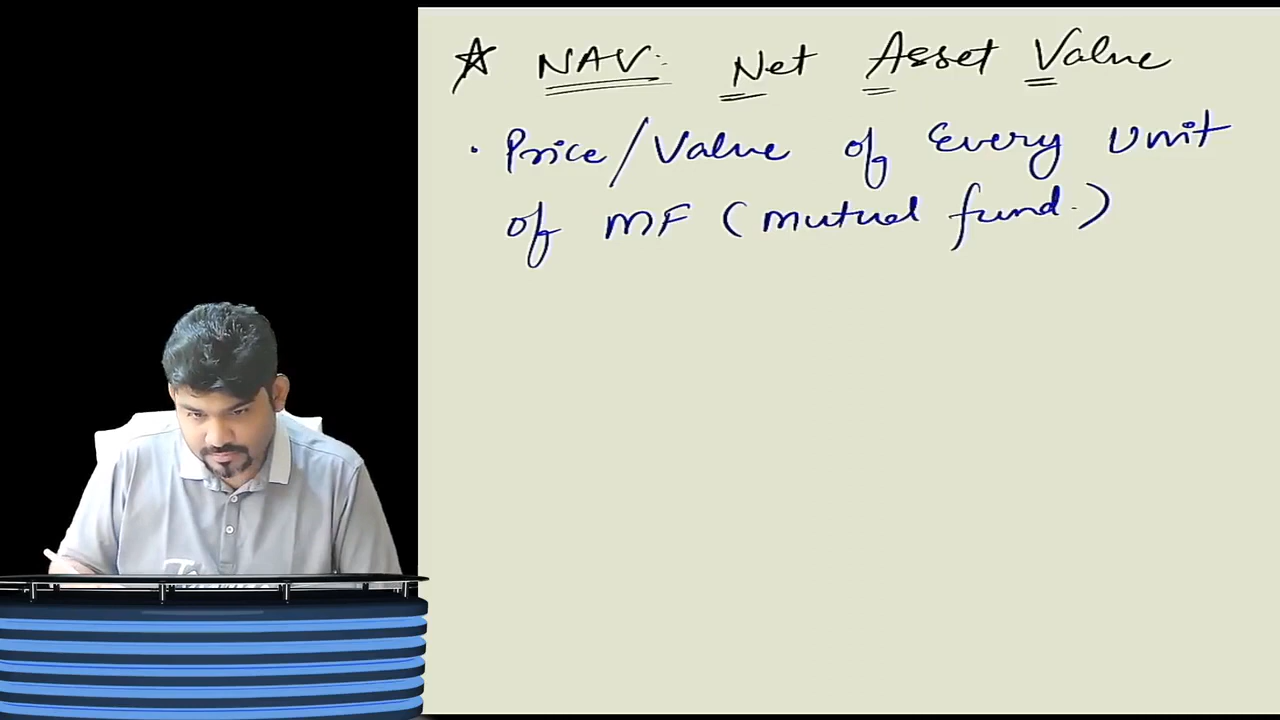 ☆ NAV: Net Asset Value
· Price/Value of Every Unit
of MF (Mutual fund.)